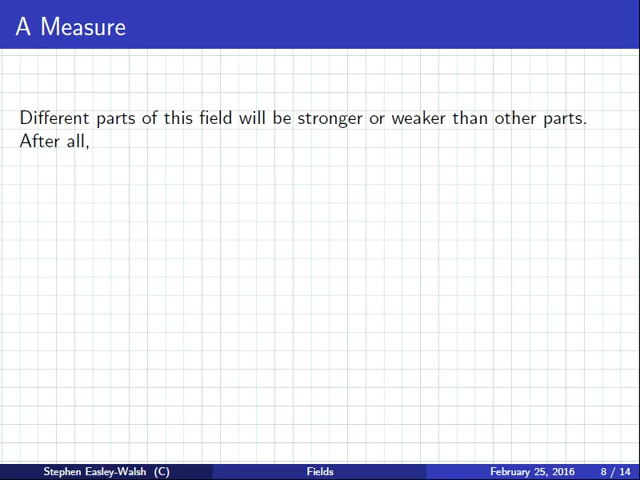 A Measure
Different parts of this field will be stronger or weaker than other parts.
After all,
Stephen Easley-Walsh (C)
Fields
February 25, 2016
8 / 14